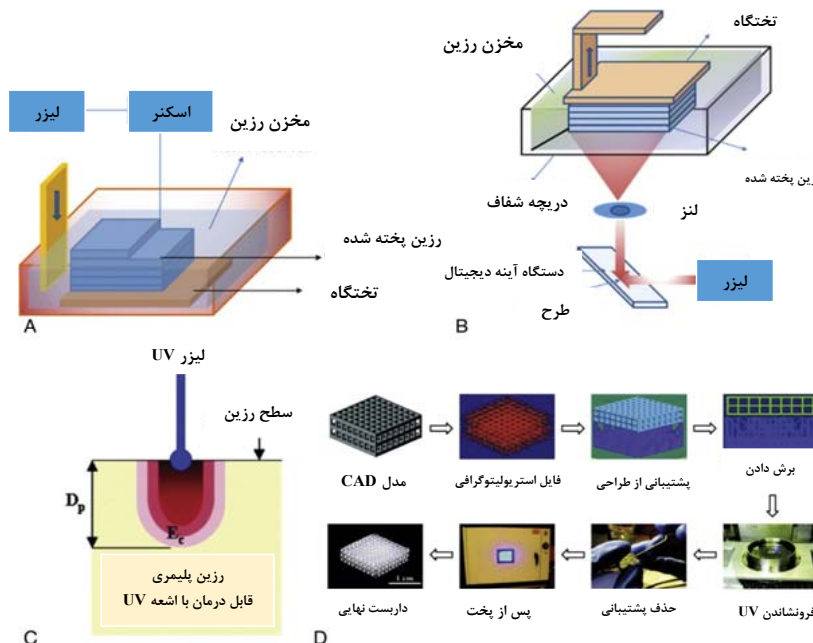 لیزر
اسکنر
مخزن رزین
رزین پخته شده
تختگاه
A
تختگاه
مخزن رزین
رزین پخته شده
دریچه شفاف
لنز
دستگاه آینه دیجیتال
لیزر
طرح
B
لیزر UV
سطح رزین
Dp
Ec
رزین پلیمری
قابل درمان با اشعه UV
C
مدل CAD
فایل استریولیتوگرافی
پشتیبانی از طراحی
برش دادن
داربست نهایی
پس از پخت
حذف پشتیبانی
فرونشاندن UV
1 cm
D